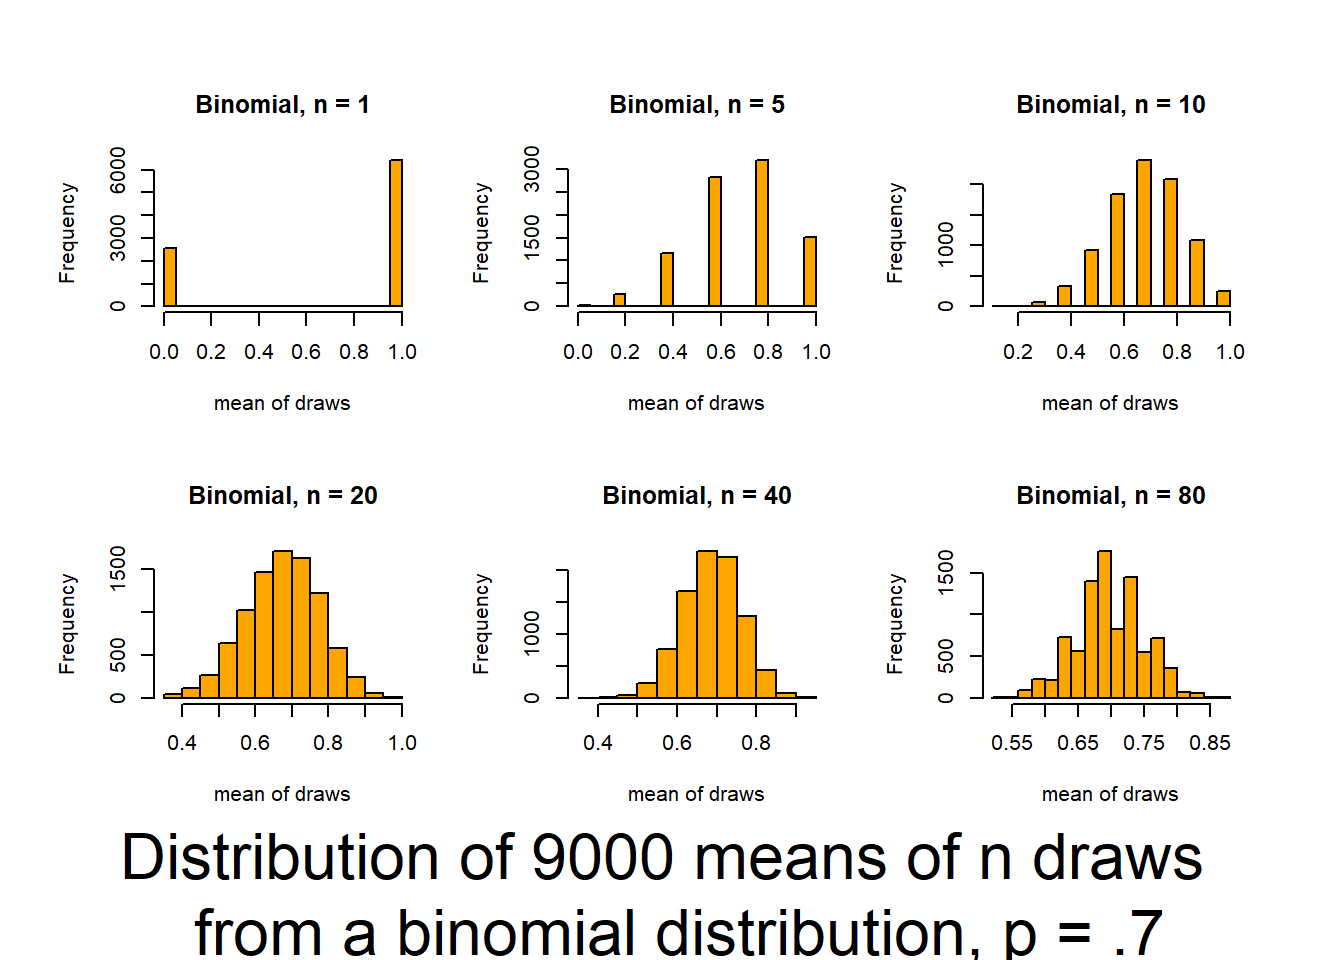 Binomial, n = 1
Frequency
6000
3000
0
0.0 0.2 0.4 0.6 0.8 1.0
mean of draws
Binomial, n = 5
Frequency
3000
1500
0
0.0 0.2 0.4 0.6 0.8 1.0
mean of draws
Binomial, n = 10
Frequency
1000
0
0.2 0.4 0.6 0.8 1.0
mean of draws
Binomial, n = 20
Frequency
1500
500
0
0.4 0.6 0.8 1.0
mean of draws
Binomial, n = 40
Frequency
1000
0
0.4 0.6 0.8
mean of draws
Binomial, n = 80
Frequency
1500
500
0
0.55 0.65 0.75 0.85
mean of draws
Distribution of 9000 means of n draws
from a binomial distribution, p = .7